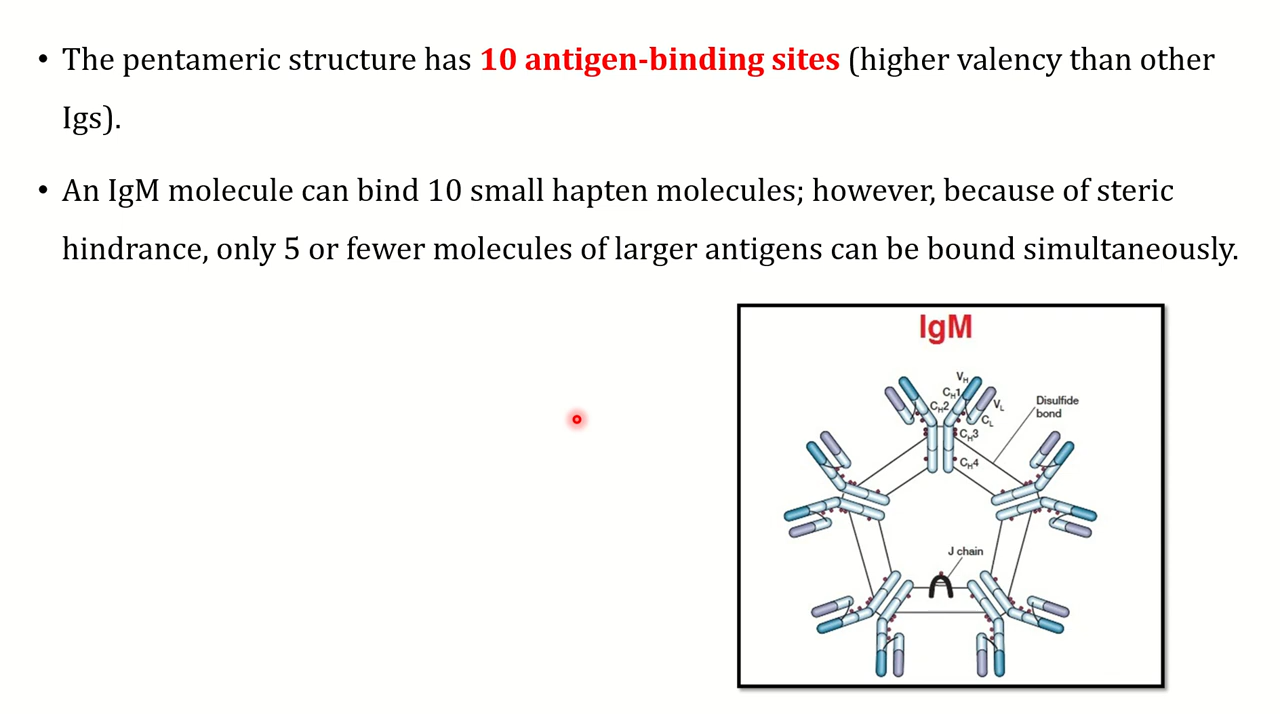 • The pentameric structure has 10 antigen-binding sites (higher valency than other
Igs).
• An IgM molecule can bind 10 small hapten molecules; however, because of steric
hindrance, only 5 or fewer molecules of larger antigens can be bound simultaneously.
IgM
VH
CH1
CH2
VL
CL
CH3
CH4
Disulfide
bond
J chain